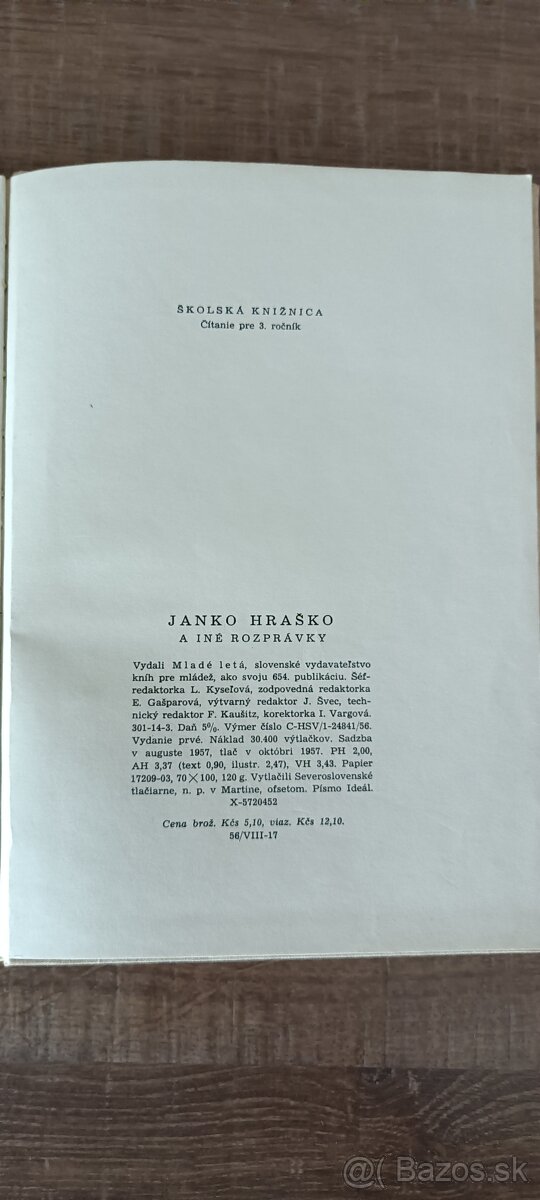 ŠKOLSKÁ KNIŽNICA
Čítanie pre 3. ročník
JANKO HRAŠKO
A INÉ ROZPRÁVKY
Vydali Mladé letá, slovenské vydavateľstvo
kníh pre mládež, ako svoju 654. publikáciu. Šéf-
redaktorka L. Kyseľová, zodpovedná redaktorka
E. Gašparová, výtvarný redaktor J. Švec, tech-
nický redaktor F. Kaušitz, korektorka I. Vargová.
301-14-3. Daň 5%. Výmer číslo C-HSV/1-24841/56.
Vydanie prvé. Náklad 30.400 výtlačkov. Sadzba
v auguste 1957, tlač v októbri 1957. PH 2,00,
AH 3,37 (text 0,90, ilustr. 2,47), VH 3,43. Papier
17209-03, 70×100, 120 g. Vytlačili Severoslovenské
tlačiarne, n. p. v Martine, ofsetom. Písmo Ideál.
X-5720452
Cena brož. Kčs 5,10, viaz. Kčs 12,10.
56/VIII-17
Bazos.sk